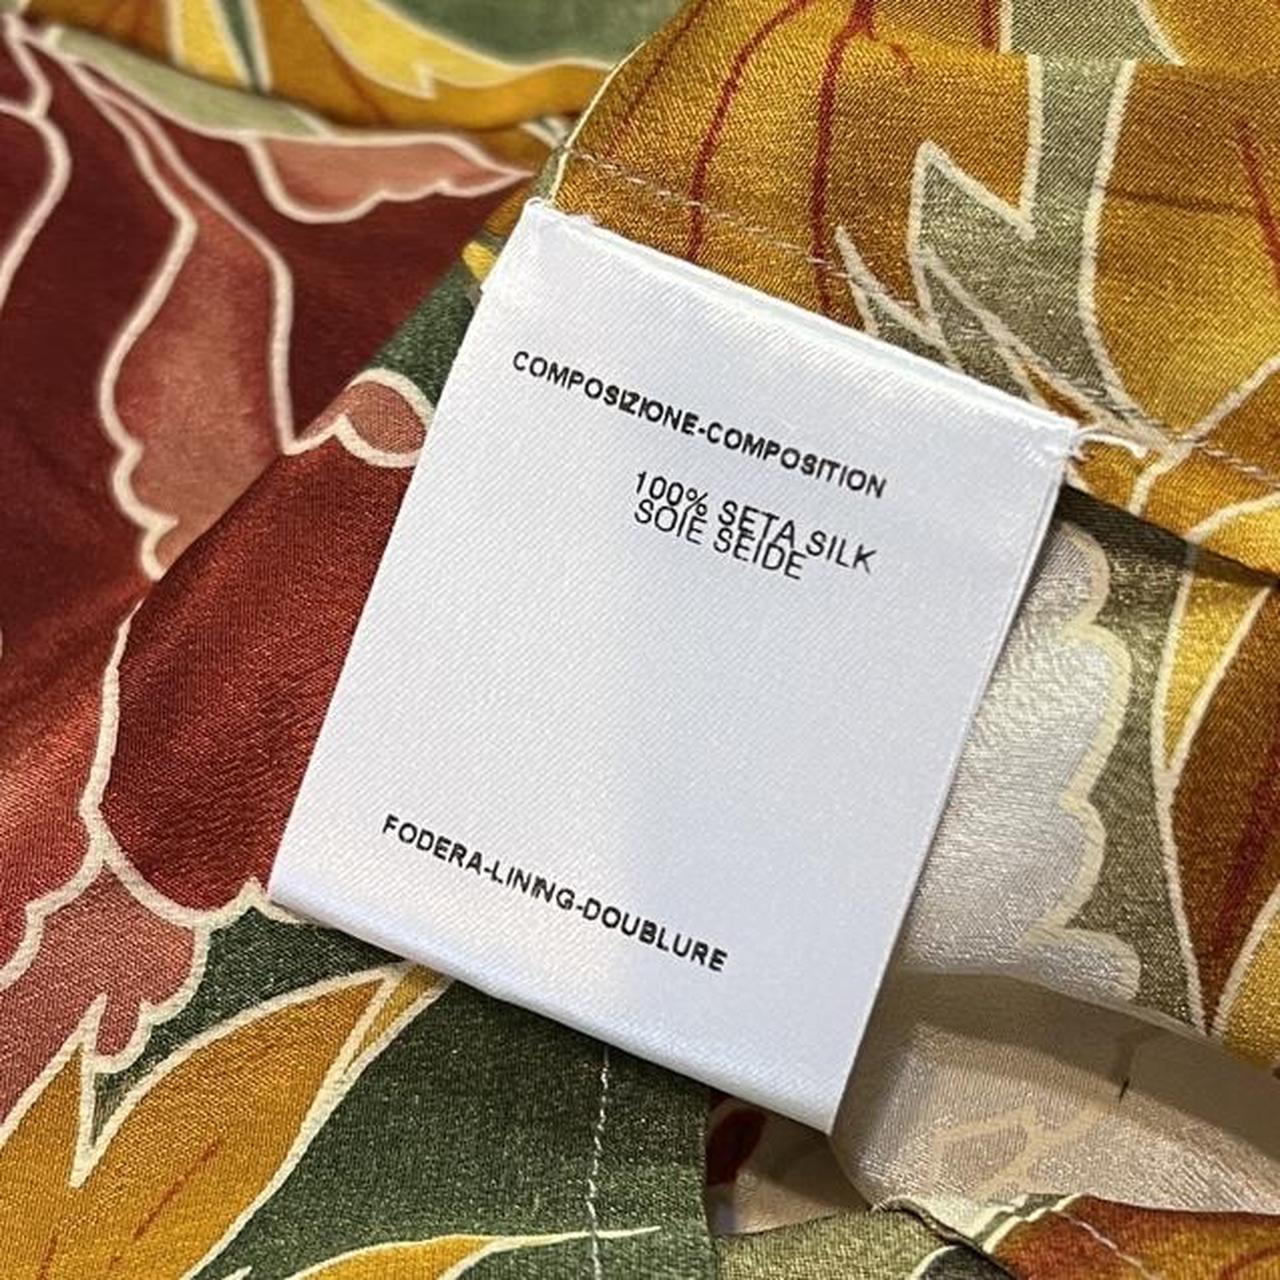 COMPOSIZIONE-COMPOSITION
100% SETA SILK
SOIE SEIDE
FODERA-LINING-DOUBLURE